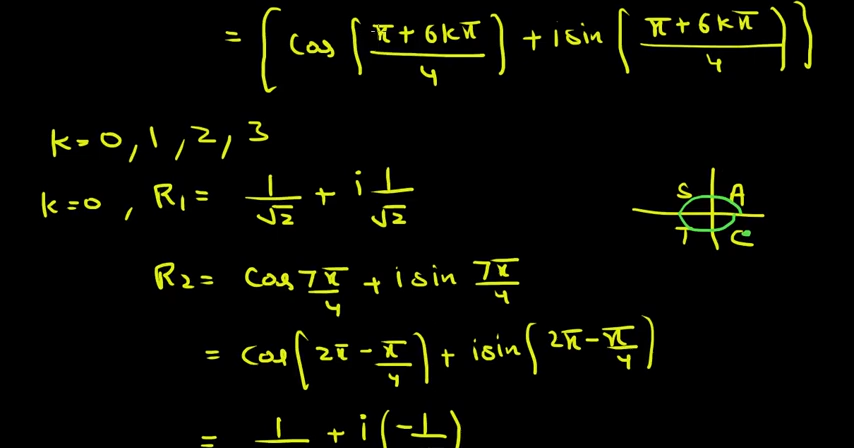 = [cos(π+6kπ/4) + i sin(π+6kπ/4)]
k=0,1,2,3
k=0, R₁= 1/√2 + i 1/√2
S A
T C
R₂= cos 7π/4 + i sin 7π/4
= cos(2π - π/4) + i sin(2π - π/4)
= 1 + i(-1)